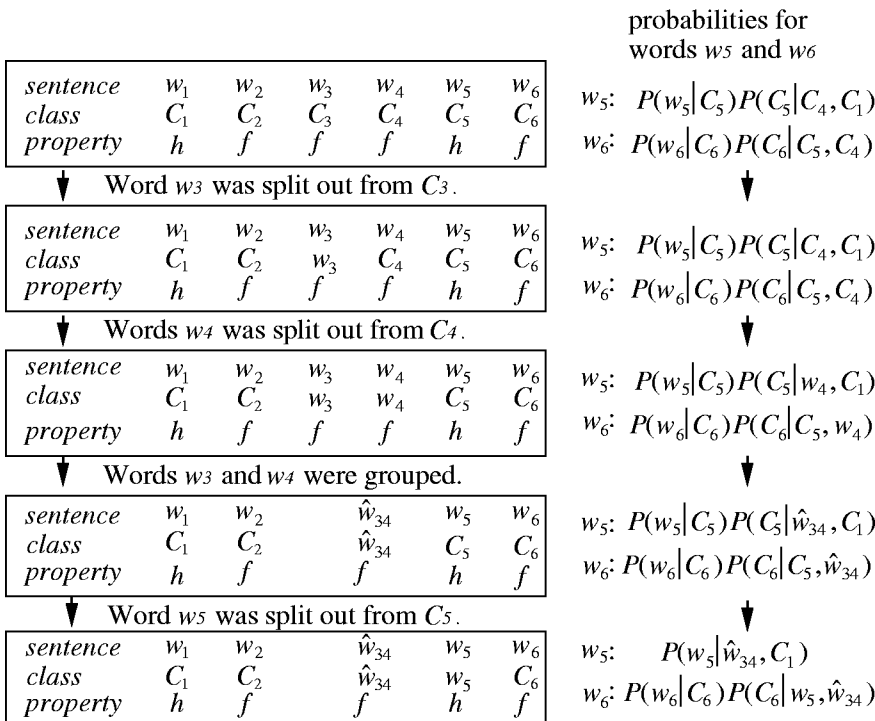 probabilities for
words w5 and w6
sentence w₁ w₂ w₃ w₄ w₅ w₆
class C₁ C₂ C₃ C₄ C₅ C₆
property h f f f h f
w₅: P(w₅|C₅)P(C₅|C₄,C₁)
w₆: P(w₆|C₆)P(C₆|C₅,C₄)
Word w3 was split out from C3.
sentence w₁ w₂ w₃ w₄ w₅ w₆
class C₁ C₂ w₃ C₄ C₅ C₆
property h f f f h f
w₅: P(w₅|C₅)P(C₅|C₄,C₁)
w₆: P(w₆|C₆)P(C₆|C₅,C₄)
Words w4 was split out from C4.
sentence w₁ w₂ w₃ w₄ w₅ w₆
class C₁ C₂ w₃ w₄ C₅ C₆
property h f f f h f
w₅: P(w₅|C₅)P(C₅|w₄,C₁)
w₆: P(w₆|C₆)P(C₆|C₅,w₄)
Words w3 and w4 were grouped.
sentence w₁ w₂ ŵ₃₄ w₅ w₆
class C₁ C₂ ŵ₃₄ C₅ C₆
property h f f h f
w₅: P(w₅|C₅)P(C₅|ŵ₃₄,C₁)
w₆: P(w₆|C₆)P(C₆|C₅,ŵ₃₄)
Word w5 was split out from C5.
sentence w₁ w₂ ŵ₃₄ w₅ w₆
class C₁ C₂ ŵ₃₄ w₅ C₆
property h f f h f
w₅: P(w₅|ŵ₃₄,C₁)
w₆: P(w₆|C₆)P(C₆|w₅,ŵ₃₄)